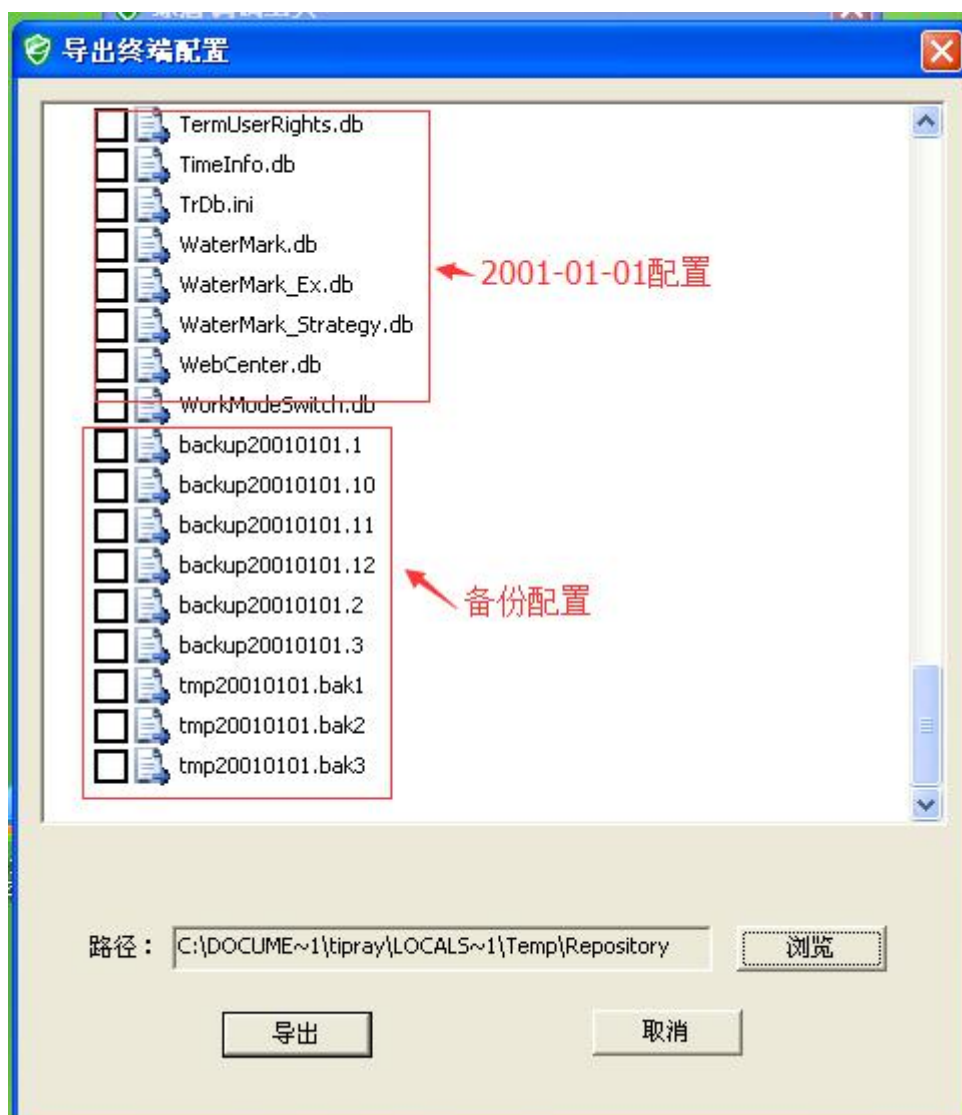 导出终端配置
TermUserRights.db
TimeInfo.db
TrDb.ini
WaterMark.db
WaterMark_Ex.db
2001-01-01配置
WaterMark_Strategy.db
WebCenter.db
WorkModeSwitch.db
backup20010101.1
backup20010101.10
backup20010101.11
backup20010101.12
backup20010101.2
备份配置
backup20010101.3
tmp20010101.bak1
tmp20010101.bak2
tmp20010101.bak3
路径： C:\DOCUME~1\tipray\LOCALS~1\Temp\Repository 浏览
导出 取消